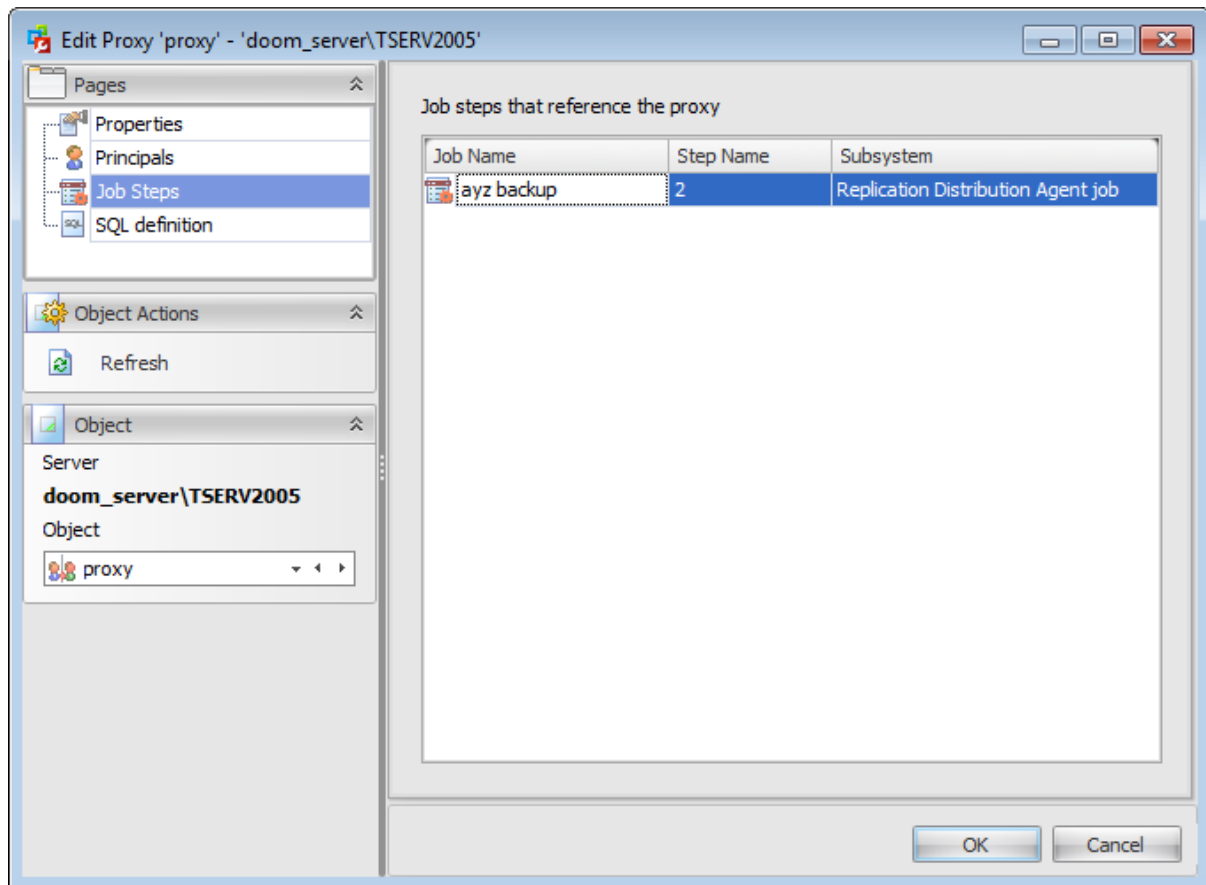 Edit Proxy 'proxy' - 'doom_server\TSERV2005'
Pages
Properties
Principals
Job Steps
SQL definition
Object Actions
Refresh
Object
Server
doom_server\TSERV2005
Object
proxy
Job steps that reference the proxy
Job Name Step Name Subsystem
ayz backup 2 Replication Distribution Agent job
OK Cancel